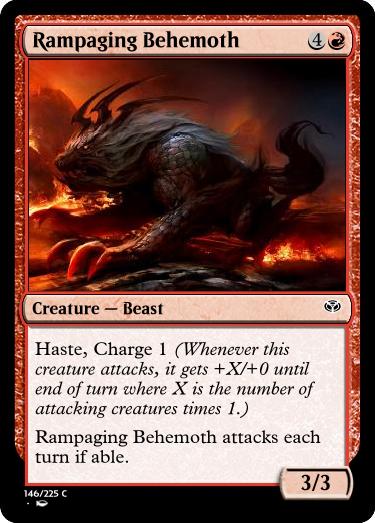 Rampaging Behemoth 4
Creature — Beast
Haste, Charge 1 (Whenever this
creature attacks, it gets +X/+0 until
end of turn where X is the number of
attacking creatures times 1.)
Rampaging Behemoth attacks each
turn if able.
3/3
146/225 C